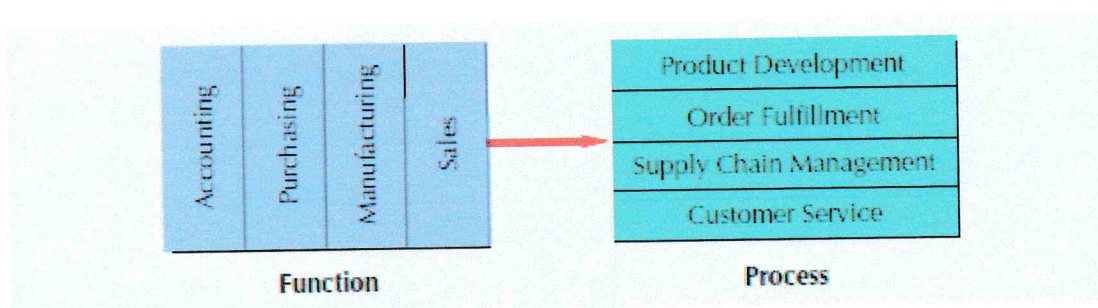 Accounting
Purchasing
Manufacturing
Sales
Function
Product Development
Order Fulfillment
Supply Chain Management
Customer Service
Process